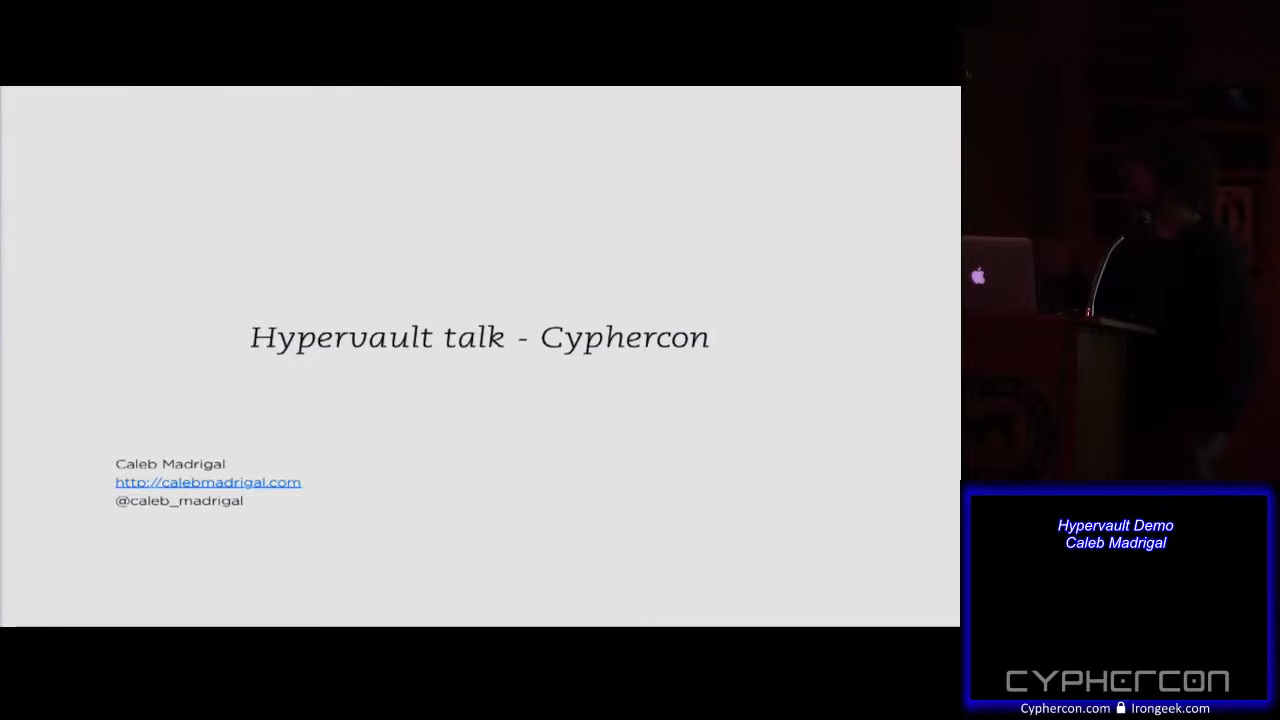 Hypervault talk - Cyphercon
Caleb Madrigal
http://calebmadrigal.com
@caleb_madrigal
Hypervault Demo
Caleb Madrigal
CYPHERCON
Cyphercon.com Irongeek.com